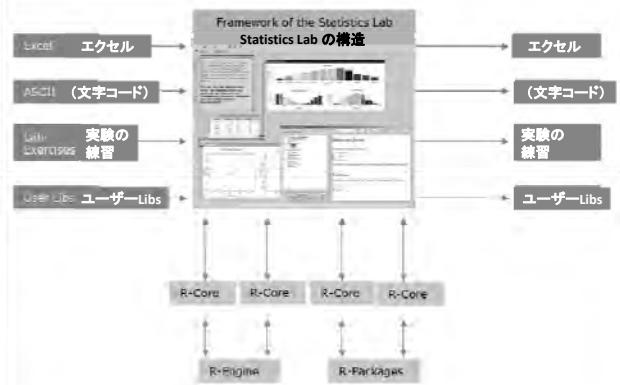 Framework of the Statistics Lab
Statistics Lab の構造
Excel エクセル
エクセル
ASCII （文字コード）
（文字コード）
Lab-
Exercises
実験の
練習
実験の
練習
User Libs ユーザーLibs
ユーザーLibs
R-Core
R-Core
R-Core
R-Core
R-Engine
R-Packages